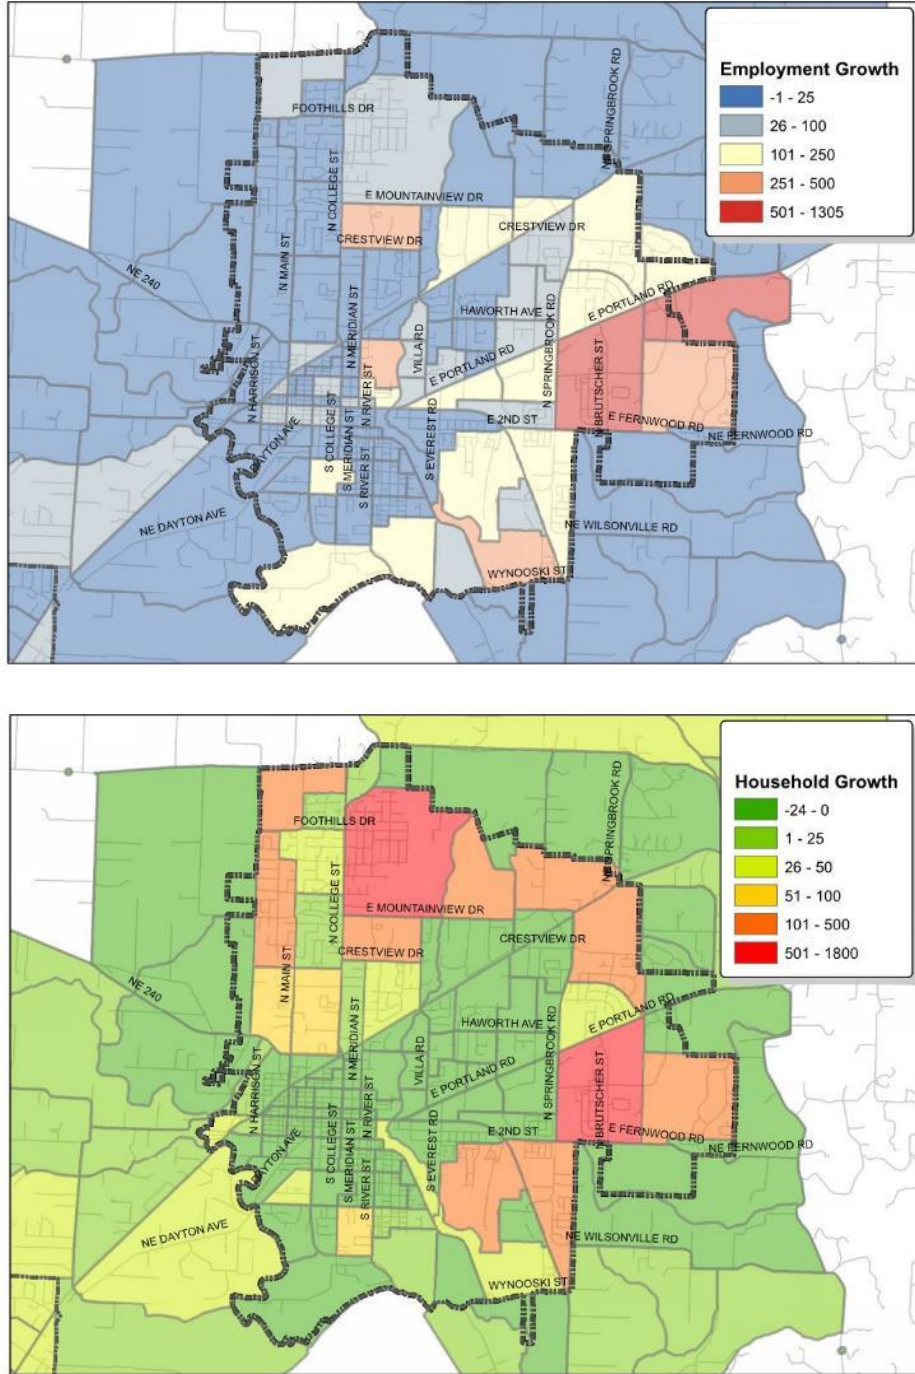 Employment Growth
-1 - 25
26 - 100
101 - 250
251 - 500
501 - 1305
N SPRINGBROOK RD
FOOTHILLS DR
N COLLEGE ST
E MOUNTAINVIEW DR
CRESTVIEW DR
CRESTVIEW DR
N MAIN ST
NE 240
E PORTLAND RD
HAWORTH AVE
N MERIDIAN ST
VILLA RD
N HARRISON ST
E PORTLAND RD
N SPRINGBROOK RD
N BRUTSCHER ST
N RIVER ST
E 2ND ST
E FERNWOOD RD
NE FERNWOOD RD
DAYTON AVE
S COLLEGE ST
S MERIDIAN ST
S RIVER ST
S EVEREST RD
NE DAYTON AVE
NE WILSONVILLE RD
WYNOOSKI ST
Household Growth
-24 - 0
1 - 25
26 - 50
51 - 100
101 - 500
501 - 1800
SPRINGBROOK RD
FOOTHILLS DR
N COLLEGE ST
E MOUNTAINVIEW DR
CRESTVIEW DR
CRESTVIEW DR
N MAIN ST
NE 240
E PORTLAND RD
HAWORTH AVE
N MERIDIAN ST
VILLA RD
N HARRISON ST
E PORTLAND RD
N SPRINGBROOK RD
N BRUTSCHER ST
N RIVER ST
E 2ND ST
E FERNWOOD RD
NE FERNWOOD RD
DAYTON AVE
S COLLEGE ST
S MERIDIAN ST
S RIVER ST
S EVEREST RD
NE DAYTON AVE
NE WILSONVILLE RD
WYNOOSKI ST